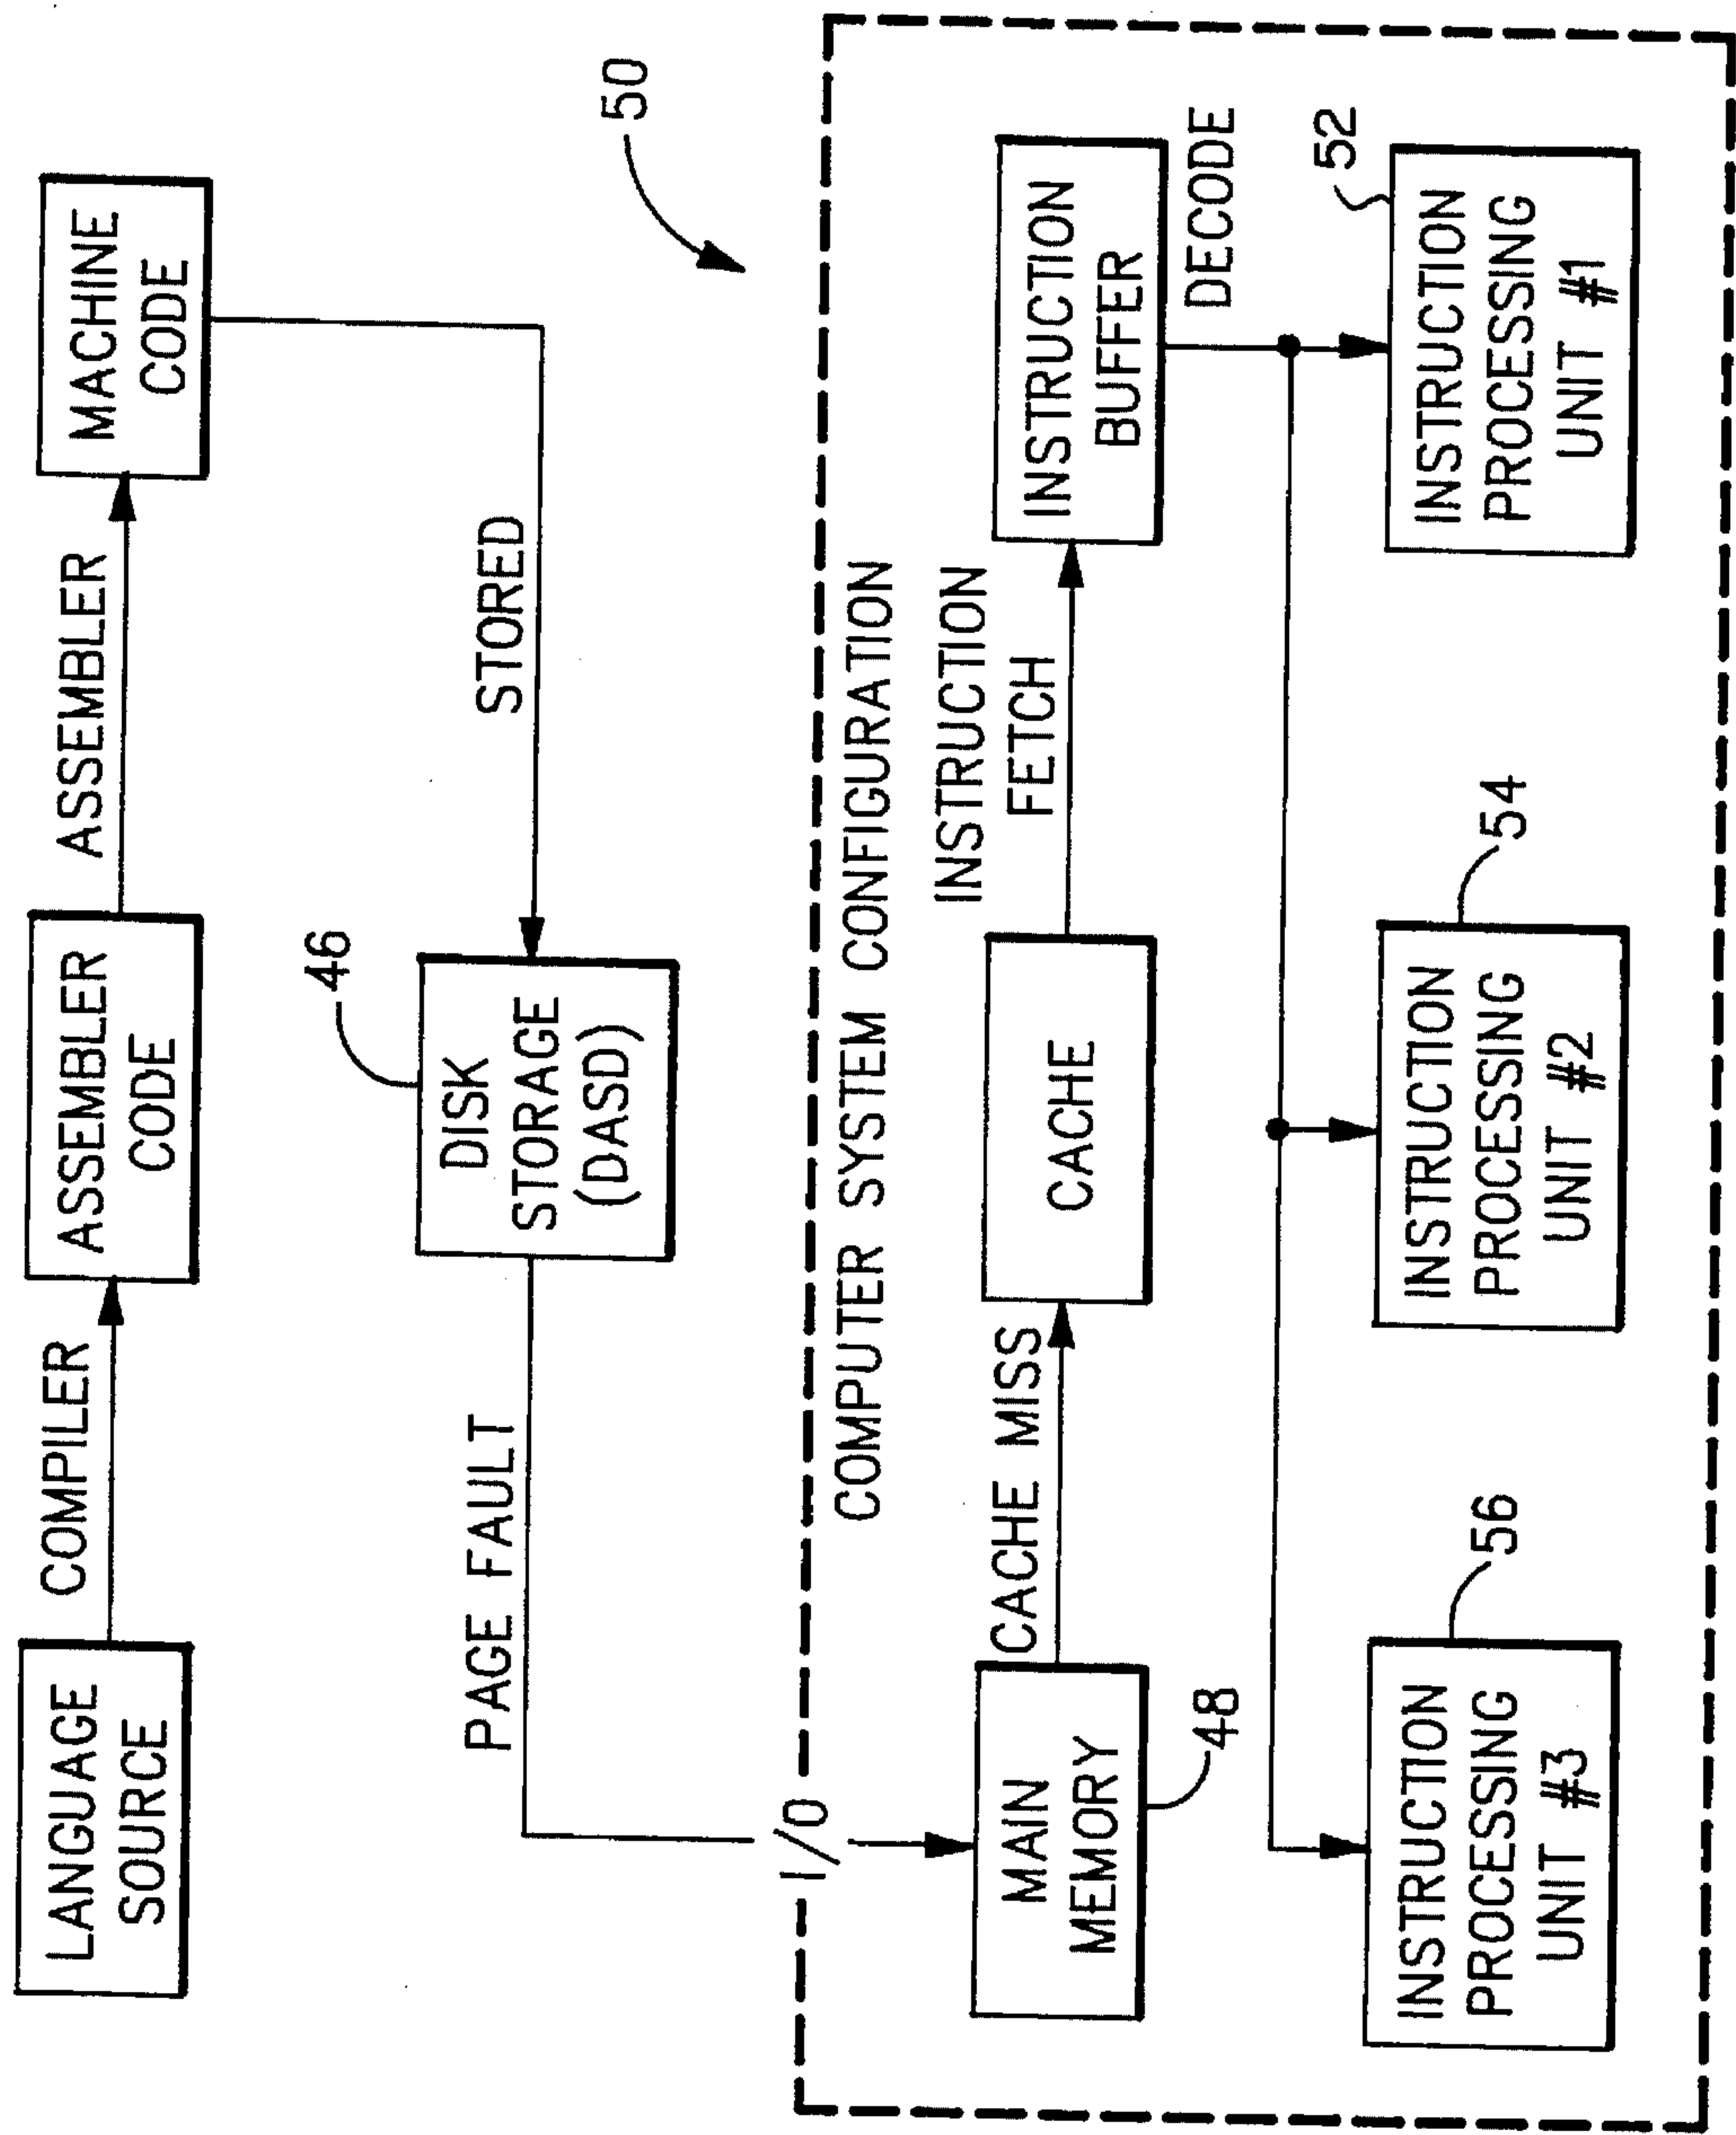 LANGUAGE
SOURCE
COMPILER
ASSEMBLER
CODE
ASSEMBLER
MACHINE
CODE
PAGE FAULT
46
DISK
STORAGE
(DASD)
STORED
50
I/O
COMPUTER SYSTEM CONFIGURATION
MAIN
MEMORY
48
CACHE MISS
CACHE
INSTRUCTION
FETCH
INSTRUCTION
BUFFER
DECODE
INSTRUCTION
PROCESSING
UNIT #3
56
INSTRUCTION
PROCESSING
UNIT #2
54
INSTRUCTION
PROCESSING
UNIT #1
52